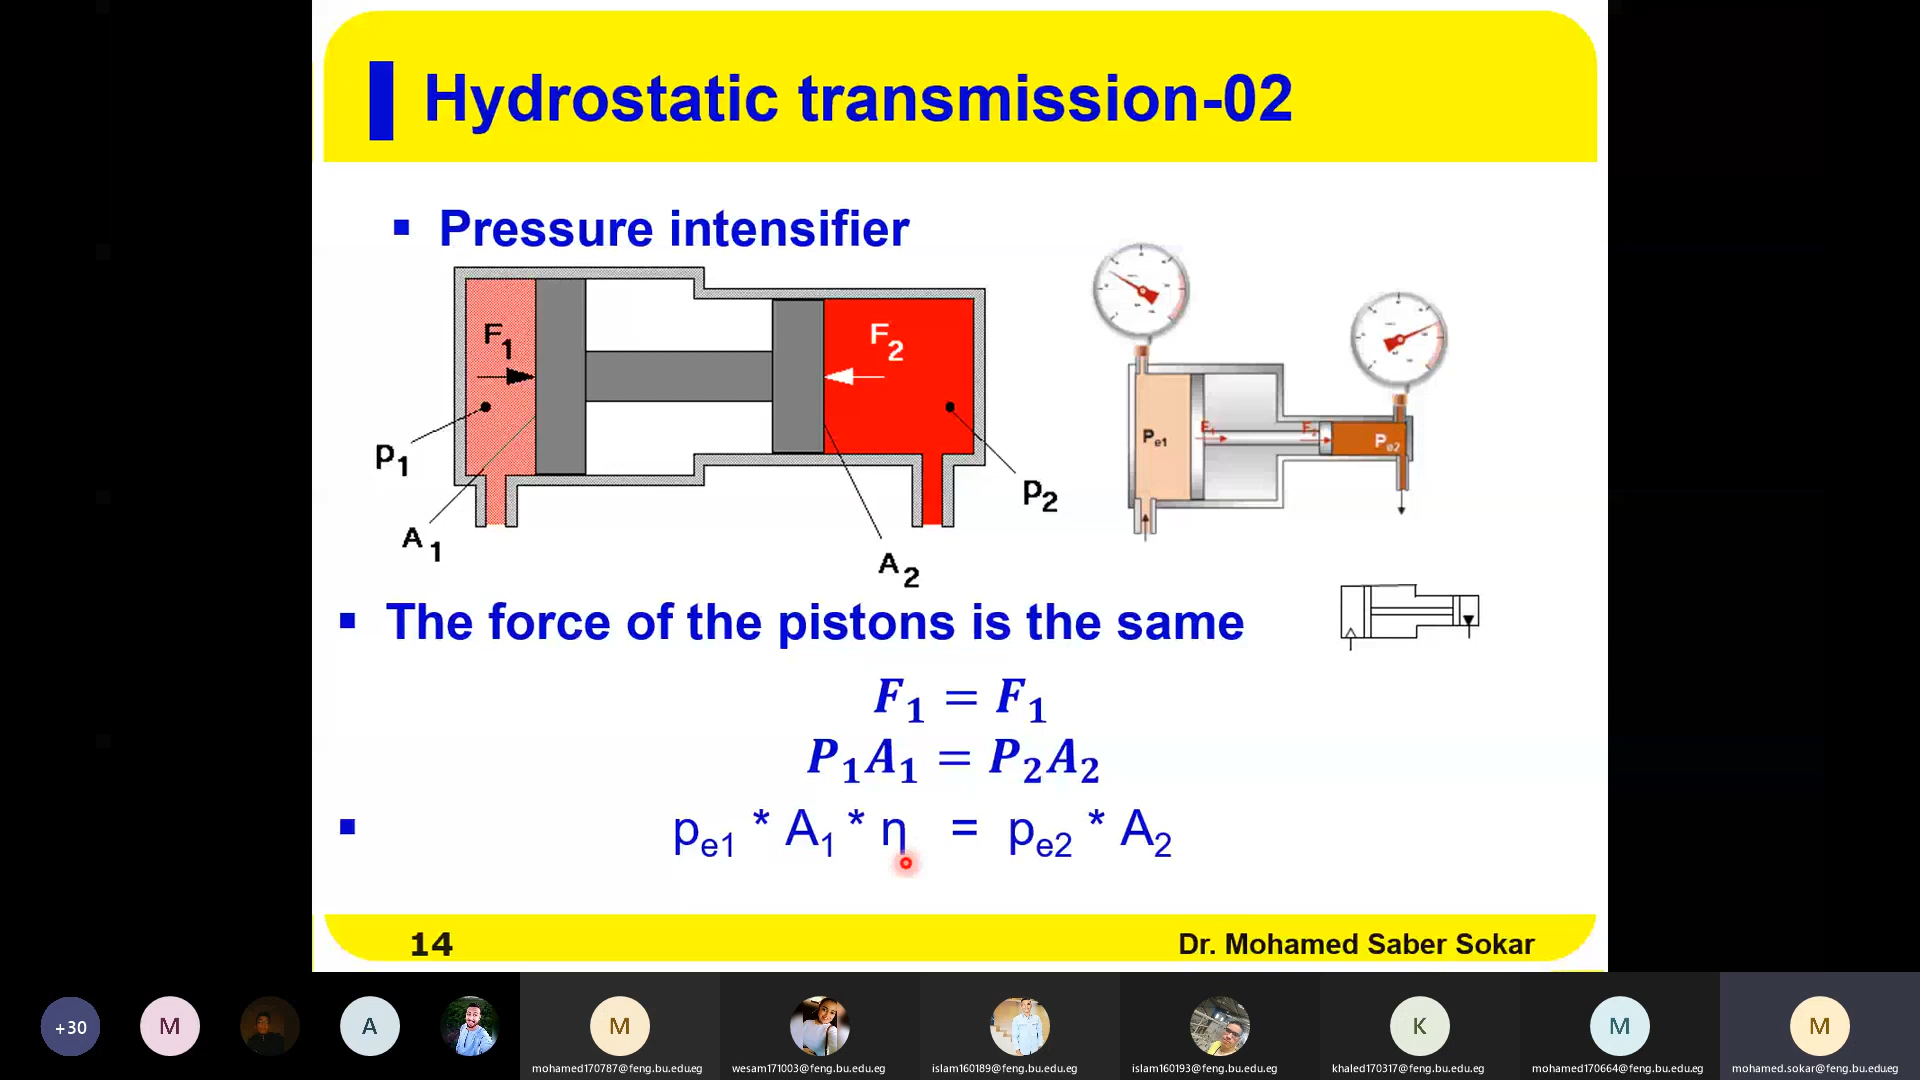 Hydrostatic transmission-02
▪ Pressure intensifier
F1
F2
p1
A1
A2
p2
Pe1
F1
Pe2
▪ The force of the pistons is the same
F1 = F1
P1A1 = P2A2
▪ pe1 * A1 * η = pe2 * A2
14
Dr. Mohamed Saber Sokar
+30
M
A
M
K
M
M
mohamed170787@feng.bu.edu.eg
wesam171003@feng.bu.edu.eg
islam160189@feng.bu.edu.eg
islam160193@feng.bu.edu.eg
khaled170317@feng.bu.edu.eg
mohamed170664@feng.bu.edu.eg
mohamed.sokar@feng.bu.edu.eg